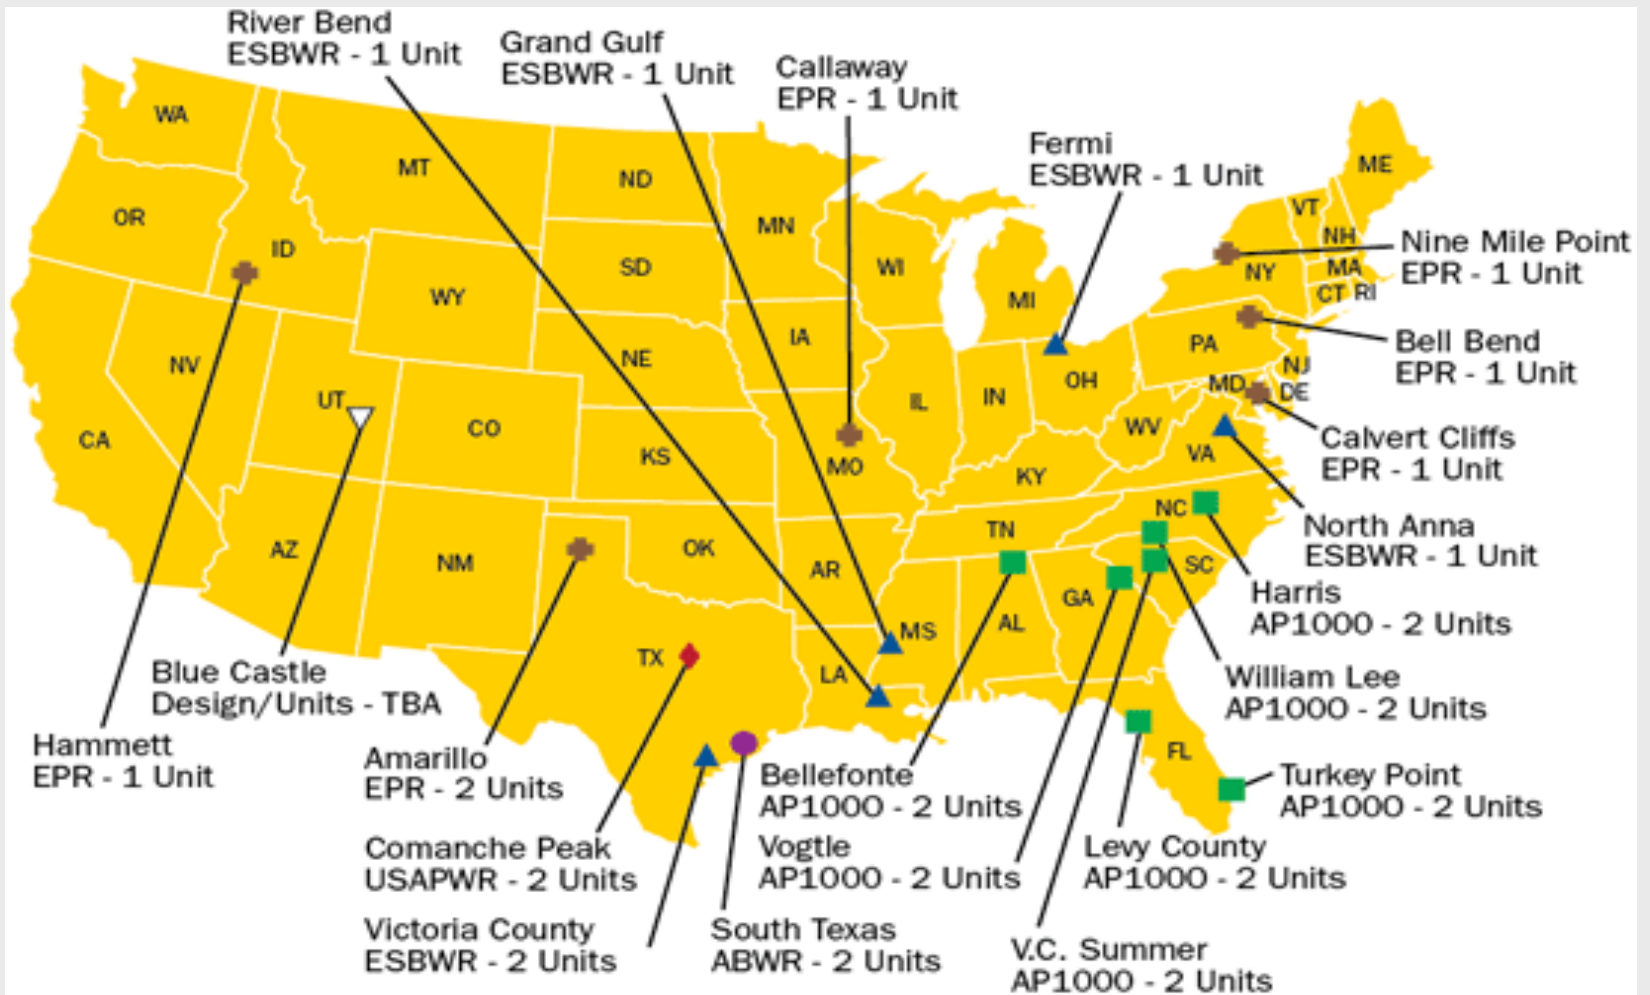 River Bend
ESBWR - 1 Unit
Grand Gulf
ESBWR - 1 Unit
Callaway
EPR - 1 Unit
Fermi
ESBWR - 1 Unit
Nine Mile Point
EPR - 1 Unit
Bell Bend
EPR - 1 Unit
Calvert Cliffs
EPR - 1 Unit
North Anna
ESBWR - 1 Unit
Harris
AP1000 - 2 Units
William Lee
AP1000 - 2 Units
Turkey Point
AP1000 - 2 Units
Levy County
AP1000 - 2 Units
V.C. Summer
AP1000 - 2 Units
Bellefonte
AP1000 - 2 Units
Vogtle
AP1000 - 2 Units
South Texas
ABWR - 2 Units
Victoria County
ESBWR - 2 Units
Comanche Peak
USAPWR - 2 Units
Amarillo
EPR - 2 Units
Blue Castle
Design/Units - TBA
Hammett
EPR - 1 Unit
WA
MT
ND
MN
OR
ID
SD
WI
WY
MI
ME
VT
NH
NY
MA
CT
RI
IA
NE
NV
UT
CO
CA
PA
NJ
OH
MD
DE
IL
IN
WV
VA
KS
MO
KY
NC
TN
AZ
NM
OK
AR
SC
GA
MS
AL
TX
LA
FL